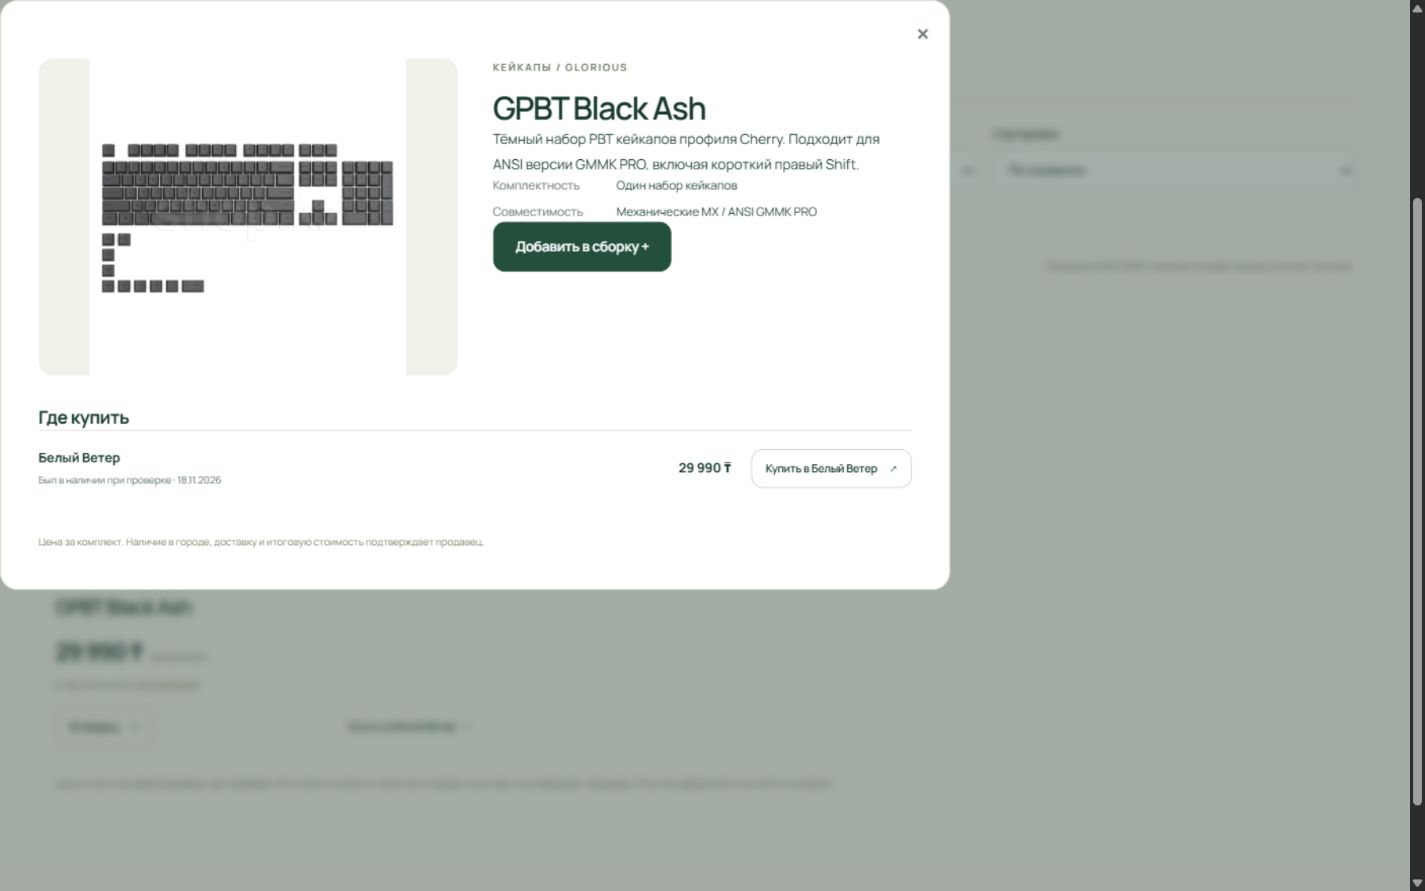 ×
КЕЙКАПЫ / GLORIOUS
GPBT Black Ash
Тёмный набор PBT кейкапов профиля Cherry. Подходит для
ANSI версии GMMK PRO, включая короткий правый Shift.
Комплектность Один набор кейкапов
Совместимость Механические MX / ANSI GMMK PRO
Добавить в сборку +
Где купить
Белый Ветер
Был в наличии при проверке · 18.11.2026
29 990 ₸
Купить в Белый Ветер ↗
Цена за комплект. Наличие в городе, доставку и итоговую стоимость подтверждает продавец.
GPBT Black Ash
29 990 ₸